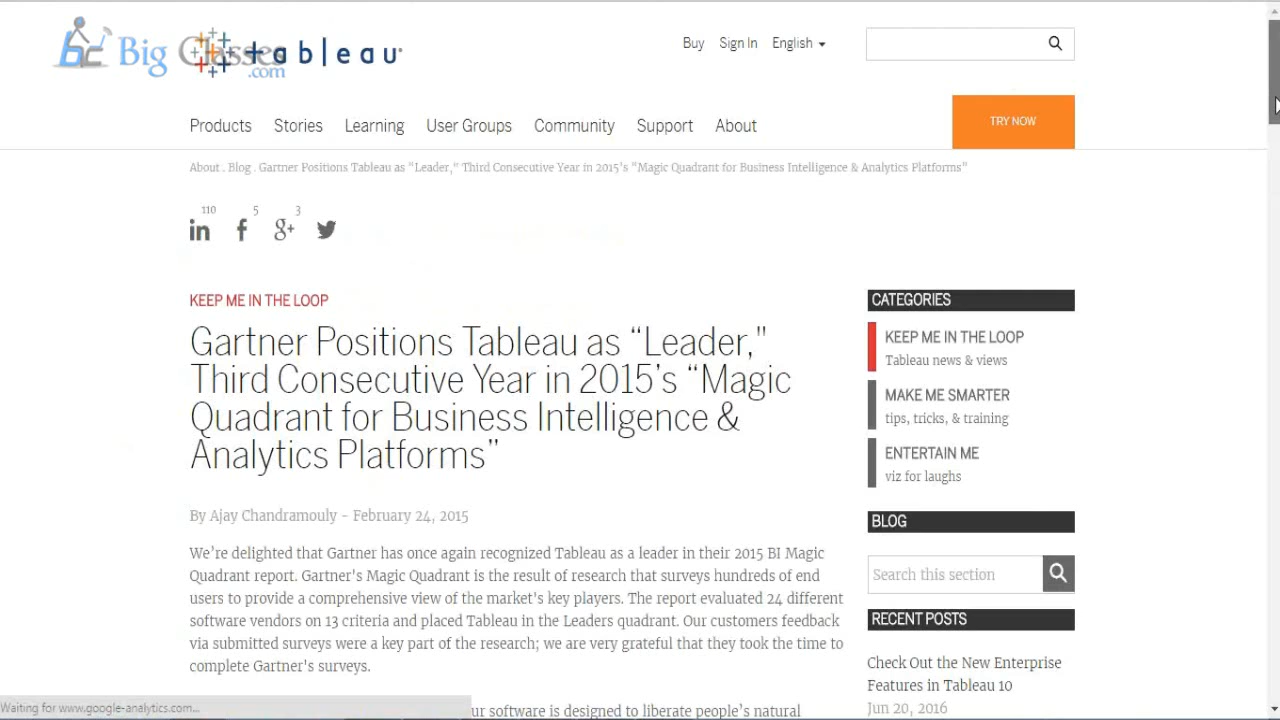 Big Classes
.com
tableau
Buy Sign In English
Products Stories Learning User Groups Community Support About
TRY NOW
About . Blog . Gartner Positions Tableau as “Leader," Third Consecutive Year in 2015’s “Magic Quadrant for Business Intelligence & Analytics Platforms”
110 5 3
KEEP ME IN THE LOOP
Gartner Positions Tableau as “Leader,"
Third Consecutive Year in 2015’s “Magic
Quadrant for Business Intelligence &
Analytics Platforms”
By Ajay Chandramouly - February 24, 2015
We’re delighted that Gartner has once again recognized Tableau as a leader in their 2015 BI Magic
Quadrant report. Gartner's Magic Quadrant is the result of research that surveys hundreds of end
users to provide a comprehensive view of the market's key players. The report evaluated 24 different
software vendors on 13 criteria and placed Tableau in the Leaders quadrant. Our customers feedback
via submitted surveys were a key part of the research; we are very grateful that they took the time to
complete Gartner's surveys.
ur software is designed to liberate people’s natural
CATEGORIES
KEEP ME IN THE LOOP
Tableau news & views
MAKE ME SMARTER
tips, tricks, & training
ENTERTAIN ME
viz for laughs
BLOG
Search this section
RECENT POSTS
Check Out the New Enterprise
Features in Tableau 10
Jun 20, 2016
Waiting for www.google-analytics.com...